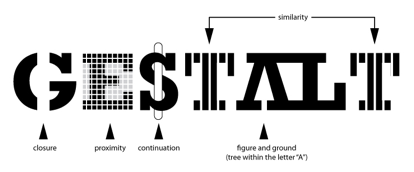 similarity
GESTALT
closure
proximity
continuation
figure and ground
(tree within the letter "A")